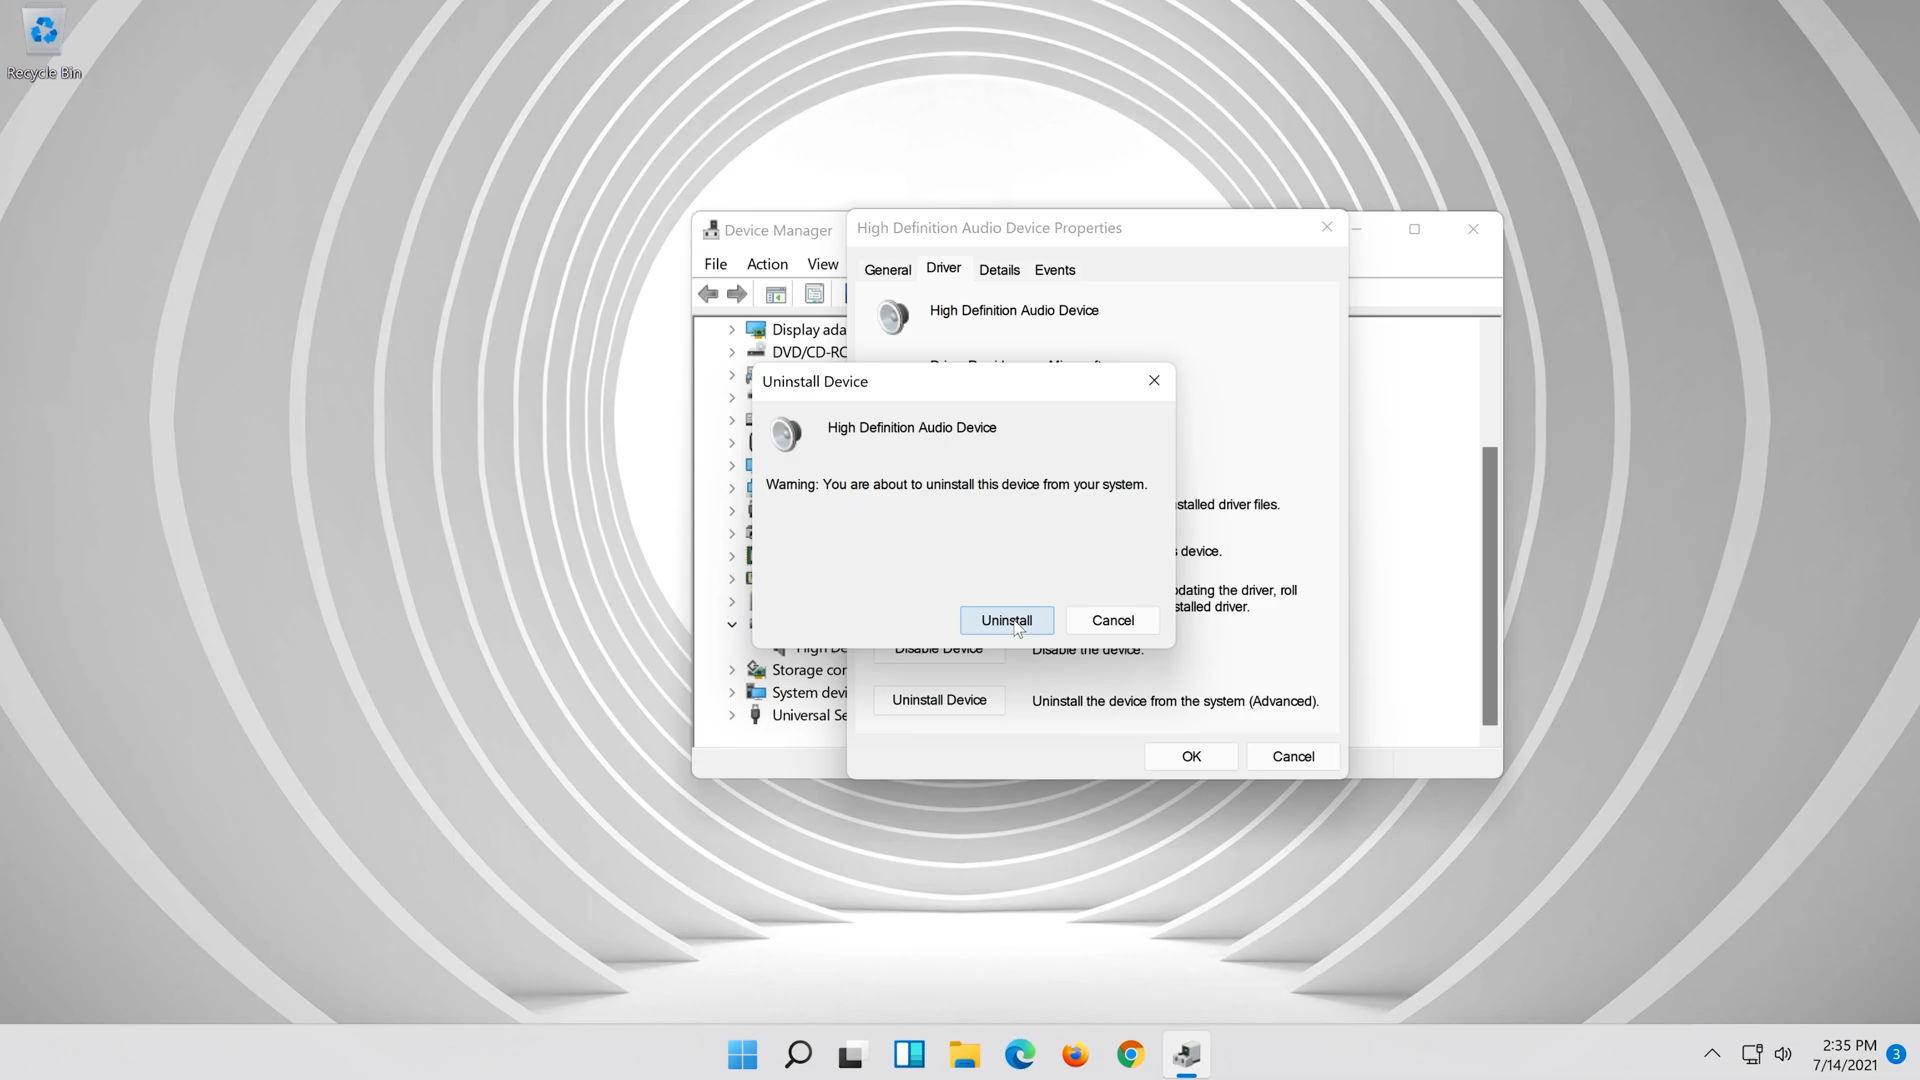 Recycle Bin
Device Manager
File Action View
Display ada
DVD/CD-RC
Storage cor
System devi
Universal Se
High Definition Audio Device Properties
General Driver Details Events
High Definition Audio Device
stalled driver files.
s device.
pdating the driver, roll
stalled driver.
Disable Device Disable the device.
Uninstall Device Uninstall the device from the system (Advanced).
OK Cancel
Uninstall Device
High Definition Audio Device
Warning: You are about to uninstall this device from your system.
Uninstall Cancel
2:35 PM
7/14/2021 3